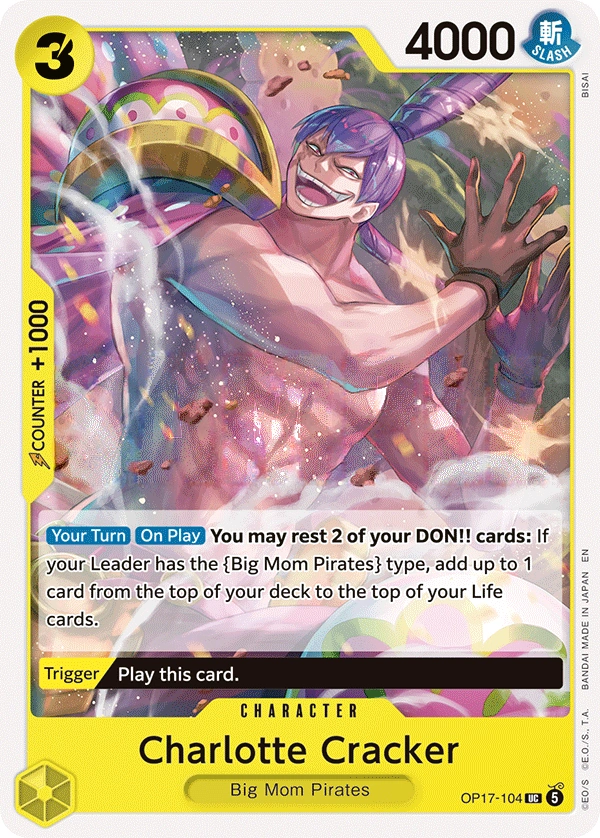 3
4000
斬
SLASH
BISAI
COUNTER +1000
Your Turn On Play You may rest 2 of your DON!! cards: If
your Leader has the {Big Mom Pirates} type, add up to 1
card from the top of your deck to the top of your Life
cards.
Trigger Play this card.
CHARACTER
Charlotte Cracker
Big Mom Pirates
OP17-104 UC 5
©E.O/S ©E.O./S., T.A. BANDAI MADE IN JAPAN EN